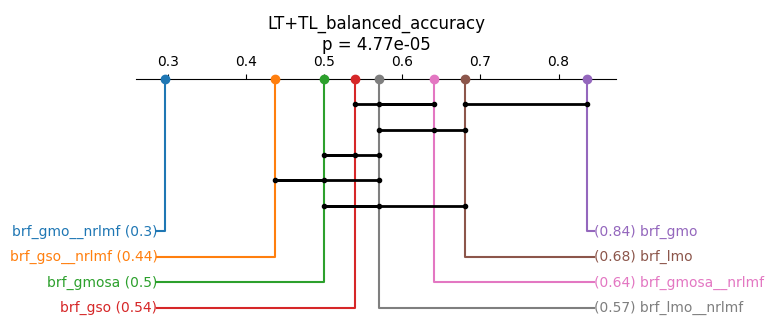 LT+TL_balanced_accuracy
p = 4.77e-05
0.3 0.4 0.5 0.6 0.7 0.8
brf_gmo__nrlmf (0.3) (0.84) brf_gmo
brf_gso__nrlmf (0.44) (0.68) brf_lmo
brf_gmosa (0.5) (0.64) brf_gmosa__nrlmf
brf_gso (0.54) (0.57) brf_lmo__nrlmf